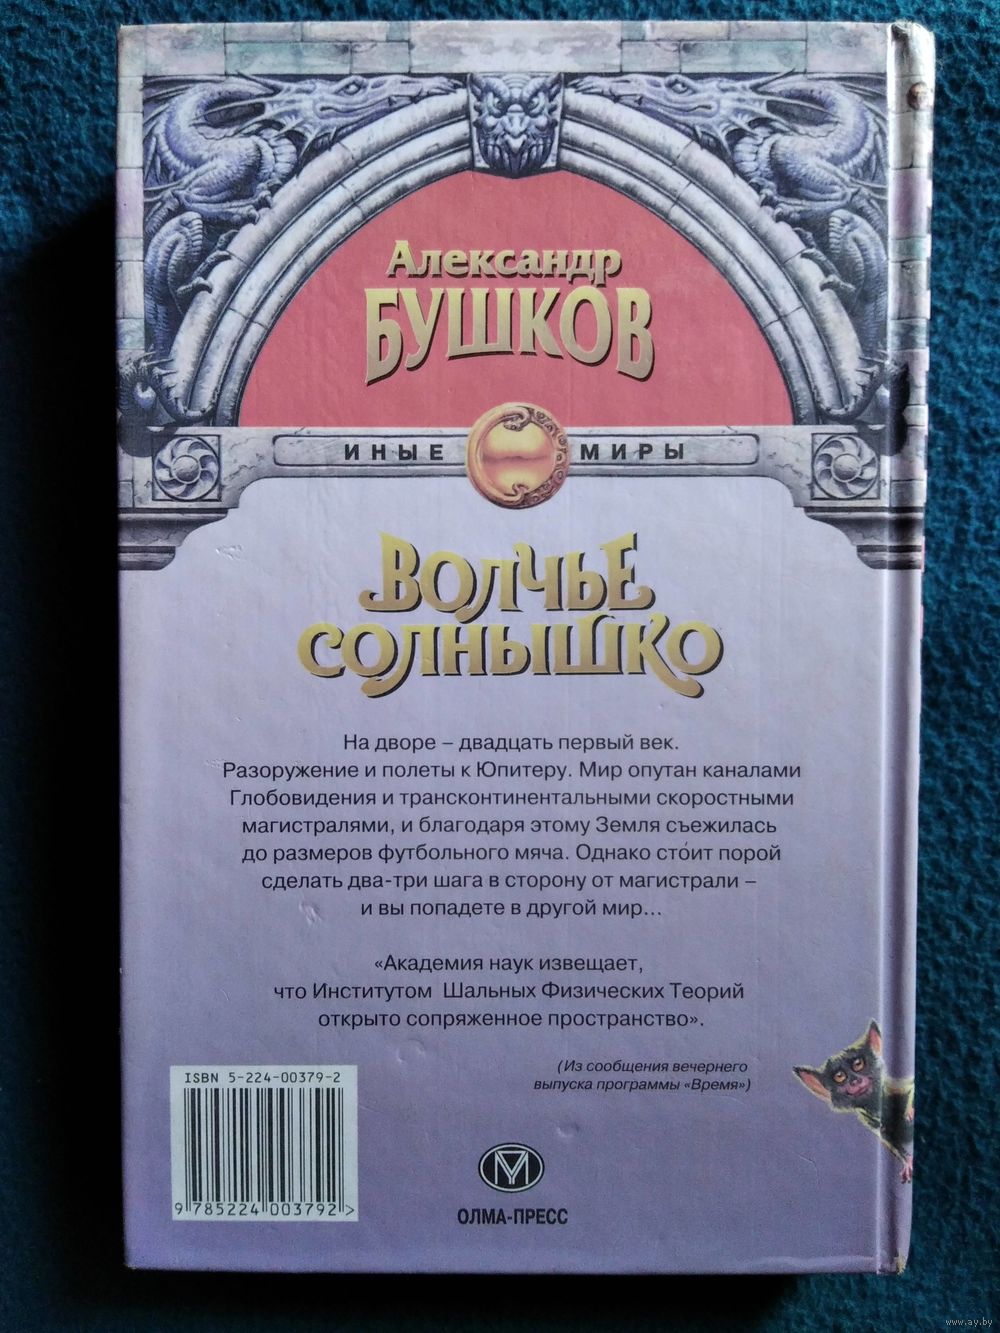 Александр
БУШКОВ
ИНЫЕ МИРЫ
ВОЛЧЬЕ
СОЛНЫШКО
На дворе – двадцать первый век.
Разоружение и полеты к Юпитеру. Мир опутан каналами
Глобовидения и трансконтинентальными скоростными
магистралями, и благодаря этому Земля съежилась
до размеров футбольного мяча. Однако сто́ит порой
сделать два-три шага в сторону от магистрали –
и вы попадете в другой мир...
«Академия наук извещает,
что Институтом Шальных Физических Теорий
открыто сопряженное пространство».
(Из сообщения вечернего
выпуска программы «Время»)
ISBN 5-224-00379-2
9 785224 003792 >
ОЛМА-ПРЕСС
www.ay.by